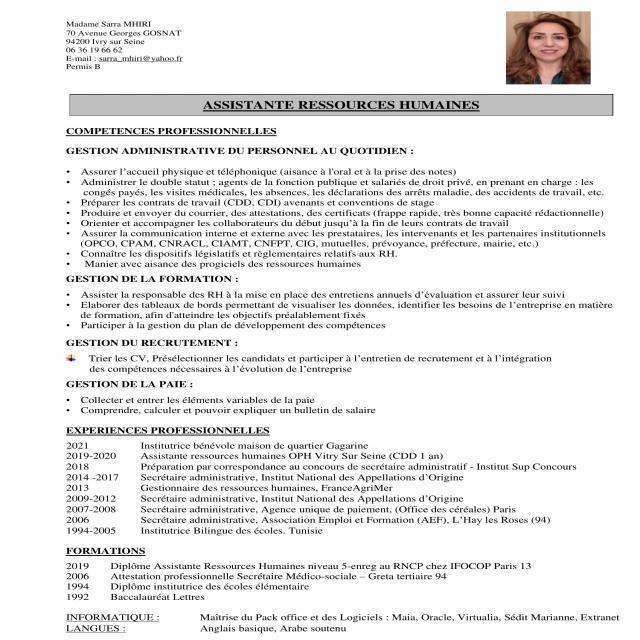 Madame Sarra MHIRI
70 Avenue Georges GOSNAT
94200 Ivry sur Seine
06 36 19 66 62
E-mail : sarra_mhiri@yahoo.fr
Permis B
ASSISTANTE RESSOURCES HUMAINES
COMPETENCES PROFESSIONNELLES
GESTION ADMINISTRATIVE DU PERSONNEL AU QUOTIDIEN :
• Assurer l'accueil physique et téléphonique (aisance à l'oral et à la prise des notes)
• Administrer le double statut ; agents de la fonction publique et salariés de droit privé, en prenant en charge : les
congés payés, les visites médicales, les absences, les déclarations des arrêts maladie, des accidents de travail, etc.
• Préparer les contrats de travail (CDD, CDI) avenants et conventions de stage
• Produire et envoyer du courrier, des attestations, des certificats (frappe rapide, très bonne capacité rédactionnelle)
• Orienter et accompagner les collaborateurs du début jusqu'à la fin de leurs contrats de travail
• Assurer la communication interne et externe avec les prestataires, les intervenants et les partenaires institutionnels
(OPCO, CPAM, CNRACL, CIAMT, CNFPT, CIG, mutuelles, prévoyance, préfecture, mairie, etc.)
• Connaître les dispositifs législatifs et règlementaires relatifs aux RH.
• Manier avec aisance des progiciels des ressources humaines
GESTION DE LA FORMATION :
• Assister la responsable des RH à la mise en place des entretiens annuels d'évaluation et assurer leur suivi
• Elaborer des tableaux de bords permettant de visualiser les données, identifier les besoins de l'entreprise en matière
de formation, afin d'atteindre les objectifs préalablement fixés
• Participer à la gestion du plan de développement des compétences
GESTION DU RECRUTEMENT :
Trier les CV, Présélectionner les candidats et participer à l'entretien de recrutement et à l'intégration
des compétences nécessaires à l'évolution de l'entreprise
GESTION DE LA PAIE :
• Collecter et entrer les éléments variables de la paie
• Comprendre, calculer et pouvoir expliquer un bulletin de salaire
EXPERIENCES PROFESSIONNELLES
2021 Institutrice bénévole maison de quartier Gagarine
2019-2020 Assistante ressources humaines OPH Vitry Sur Seine (CDD 1 an)
2018 Préparation par correspondance au concours de secrétaire administratif - Institut Sup Concours
2014 -2017 Secrétaire administrative, Institut National des Appellations d'Origine
2013 Gestionnaire des ressources humaines, FranceAgriMer
2009-2012 Secrétaire administrative, Institut National des Appellations d'Origine
2007-2008 Secrétaire administrative, Agence unique de paiement, (Office des céréales) Paris
2006 Secrétaire administrative, Association Emploi et Formation (AEF), L'Hay les Roses (94)
1994-2005 Institutrice Bilingue des écoles. Tunisie
FORMATIONS
2019 Diplôme Assistante Ressources Humaines niveau 5-enreg au RNCP chez IFOCOP Paris 13
2006 Attestation professionnelle Secrétaire Médico-sociale – Greta tertiaire 94
1994 Diplôme institutrice des écoles élémentaire
1992 Baccalauréat Lettres
INFORMATIQUE : Maîtrise du Pack office et des Logiciels : Maia, Oracle, Virtualia, Sédit Marianne, Extranet
LANGUES : Anglais basique, Arabe soutenu